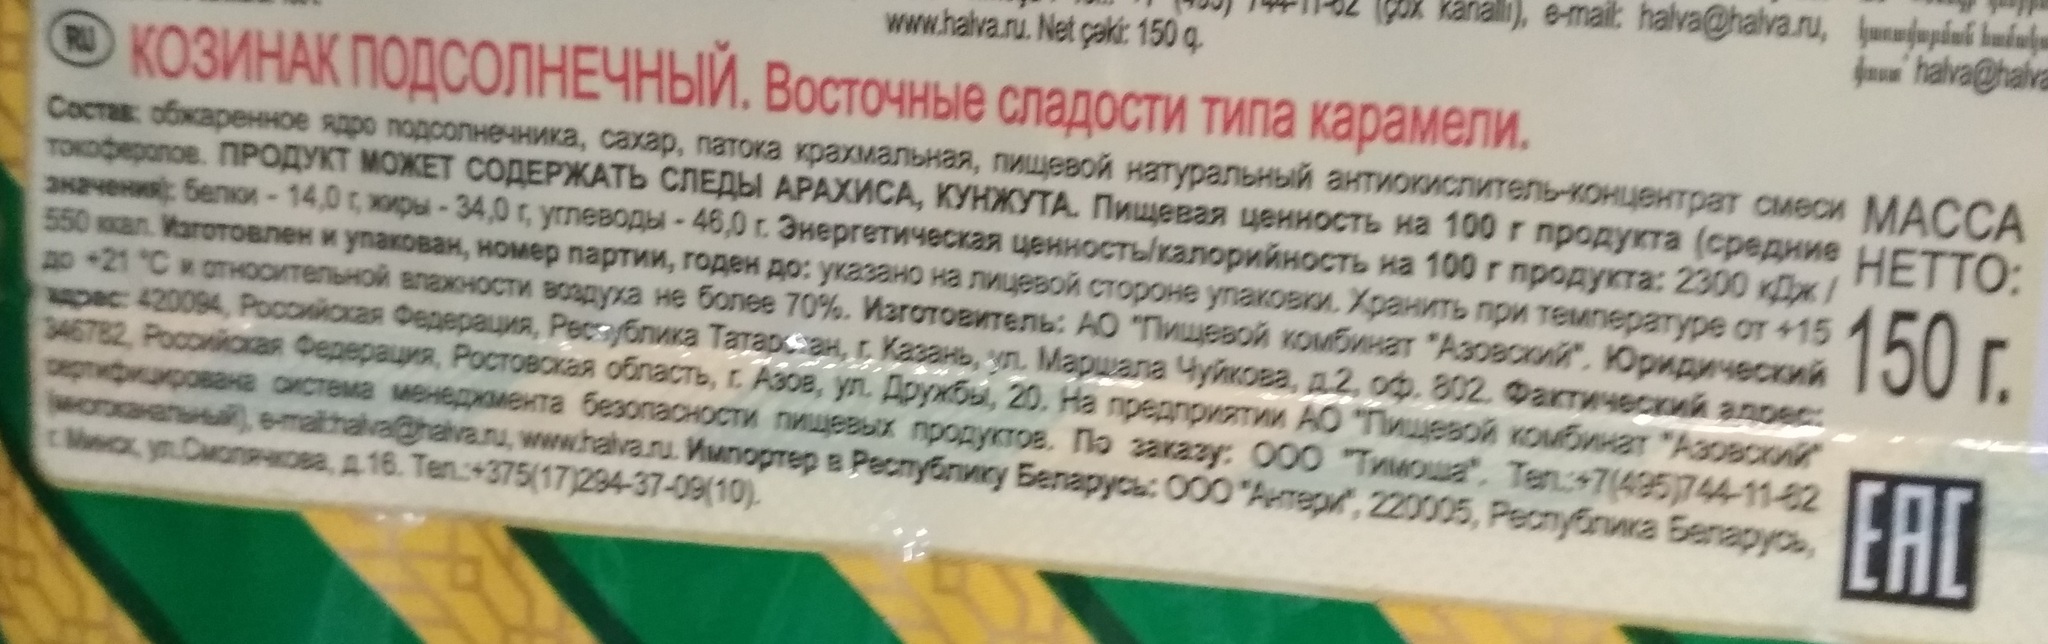 744-11-62 (çox kanallı), e-mail: halva@halva.ru,
www.halva.ru. Net çəki: 150 q.
halva@halva
RU
КОЗИНАК ПОДСОЛНЕЧНЫЙ. Восточные сладости типа карамели.
Состав: обжаренное ядро подсолнечника, сахар, патока крахмальная, пищевой натуральный антиокислитель-концентрат смеси
токоферолов. ПРОДУКТ МОЖЕТ СОДЕРЖАТЬ СЛЕДЫ АРАХИСА, КУНЖУТА. Пищевая ценность на 100 г продукта (средние
значения): белки - 14,0 г, жиры - 34,0 г, углеводы - 46,0 г. Энергетическая ценность/калорийность на 100 г продукта: 2300 кДж /
550 ккал. Изготовлен и упакован, номер партии, годен до: указано на лицевой стороне упаковки. Хранить при температуре от +15
до +21 °С и относительной влажности воздуха не более 70%. Изготовитель: АО "Пищевой комбинат "Азовский". Юридический
адрес: 420094, Российская Федерация, Республика Татарстан, г. Казань, ул. Маршала Чуйкова, д.2, оф. 802. Фактический адрес:
346782, Российская Федерация, Ростовская область, г. Азов, ул. Дружбы, 20. На предприятии АО "Пищевой комбинат "Азовский"
сертифицирована система менеджмента безопасности пищевых продуктов. По заказу: ООО "Тимоша". Тел.:+7(495)744-11-62
(многоканальный), e-mail:halva@halva.ru, www.halva.ru. Импортер в Республику Беларусь: ООО "Антери", 220005, Республика Беларусь,
г. Минск, ул.Смолячкова, д.16. Тел.:+375(17)294-37-09(10).
МАССА
НЕТТО:
150 г.
EAC